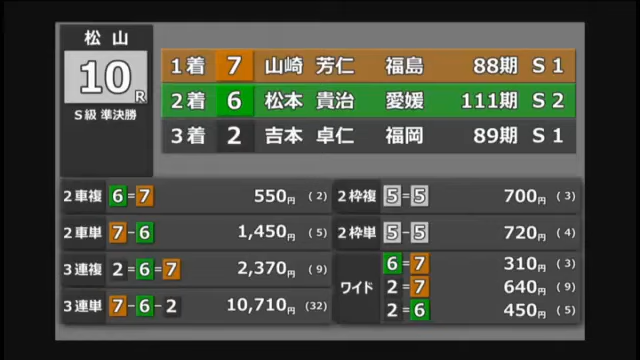 松山
10R
S級 準決勝
1着 7 山崎 芳仁 福島 88期 S1
2着 6 松本 貴治 愛媛 111期 S2
3着 2 吉本 卓仁 福岡 89期 S1
2車複 6=7 550円 (2)
2車単 7-6 1,450円 (5)
3連複 2=6=7 2,370円 (9)
3連単 7-6-2 10,710円 (32)
2枠複 5=5 700円 (3)
2枠単 5-5 720円 (4)
ワイド 6=7 310円 (3)
2=7 640円 (9)
2=6 450円 (5)